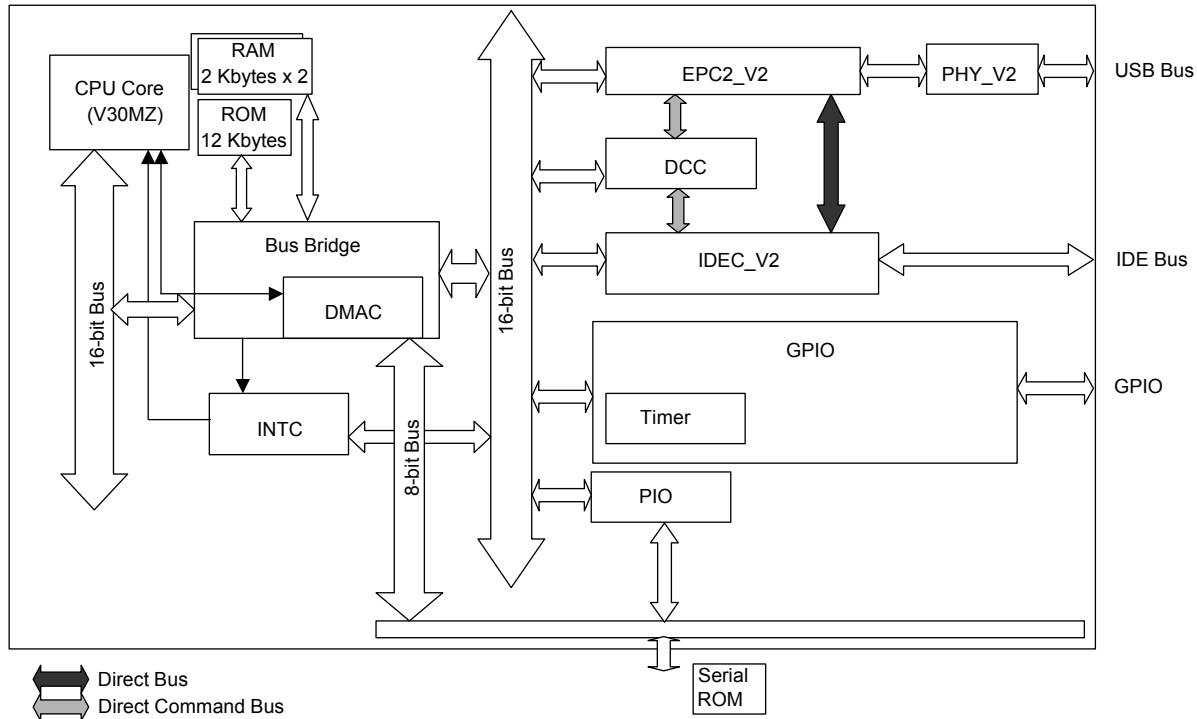 RAM
2 Kbytes x 2
CPU Core
(V30MZ)
ROM
12 Kbytes
EPC2_V2
PHY_V2
USB Bus
DCC
Bus Bridge
IDEC_V2
IDE Bus
16-bit Bus
16-bit Bus
DMAC
GPIO
GPIO
Timer
INTC
8-bit Bus
PIO
Serial
ROM
Direct Bus
Direct Command Bus